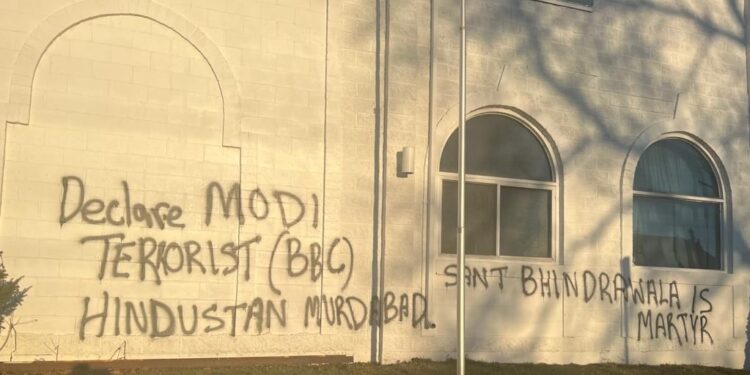 Declare MODI
TERRORIST (BBC)
HINDUSTAN MURDABAD.
SANT BHINDRAWALA IS
MARTYR